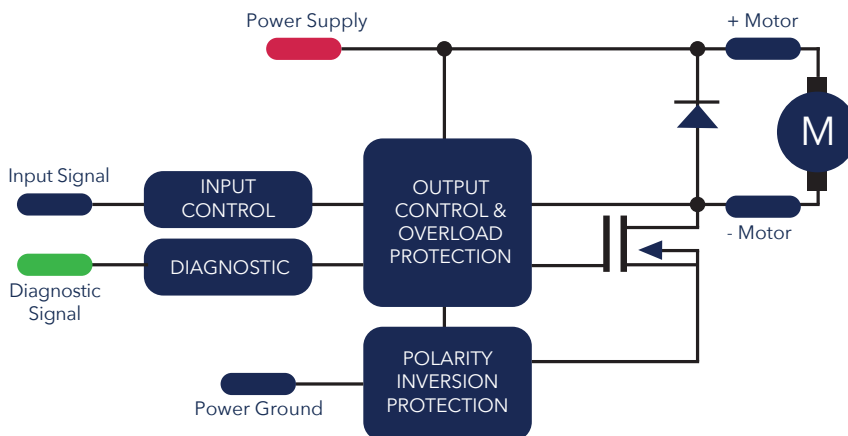 Power Supply
+ Motor
M
Input Signal
INPUT
CONTROL
OUTPUT
CONTROL &
OVERLOAD
PROTECTION
- Motor
DIAGNOSTIC
Diagnostic
Signal
POLARITY
INVERSION
PROTECTION
Power Ground